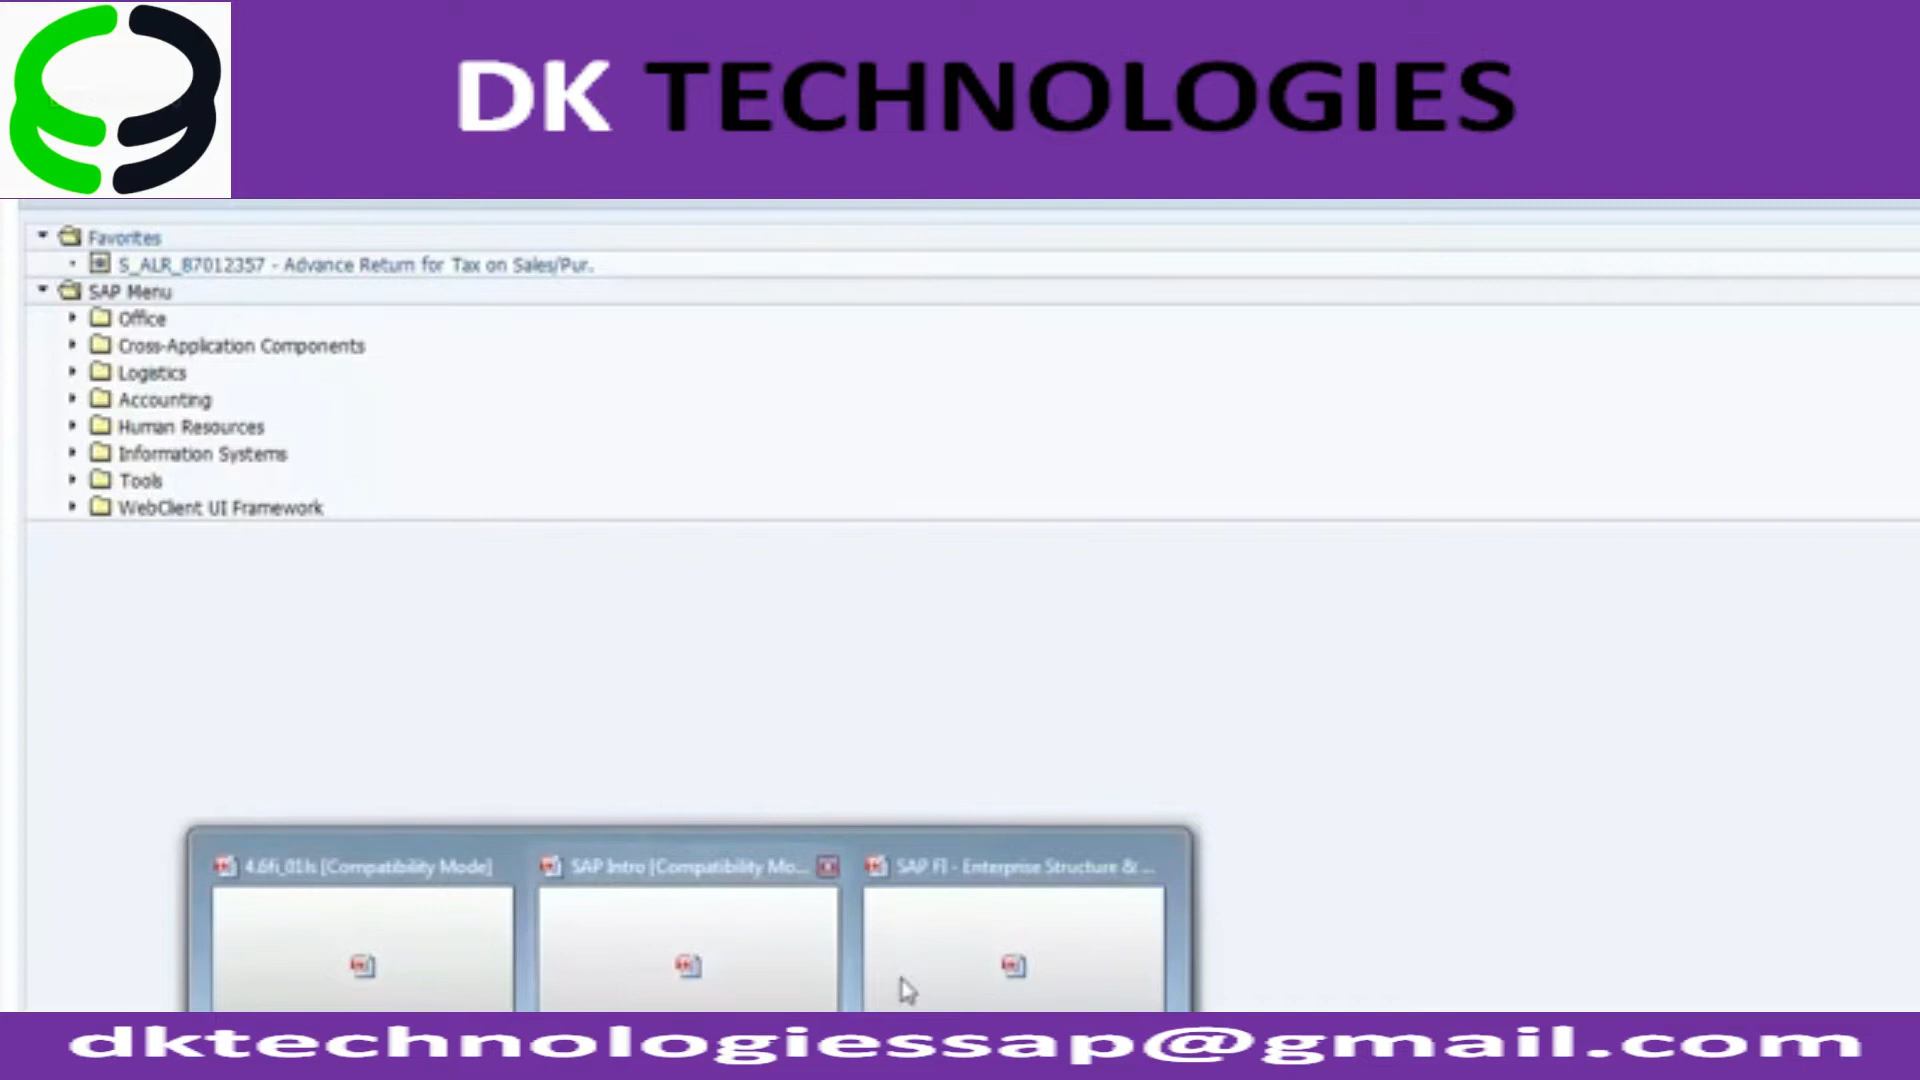 DK TECHNOLOGIES
Favorites
S_ALR_87012357 - Advance Return for Tax on Sales/Pur.
SAP Menu
Office
Cross-Application Components
Logistics
Accounting
Human Resources
Information Systems
Tools
WebClient UI Framework
4.6fi_01ls [Compatibility Mode]
SAP Intro [Compatibility Mo...
SAP FI - Enterprise Structure & ...
dktechnologiessap@gmail.com